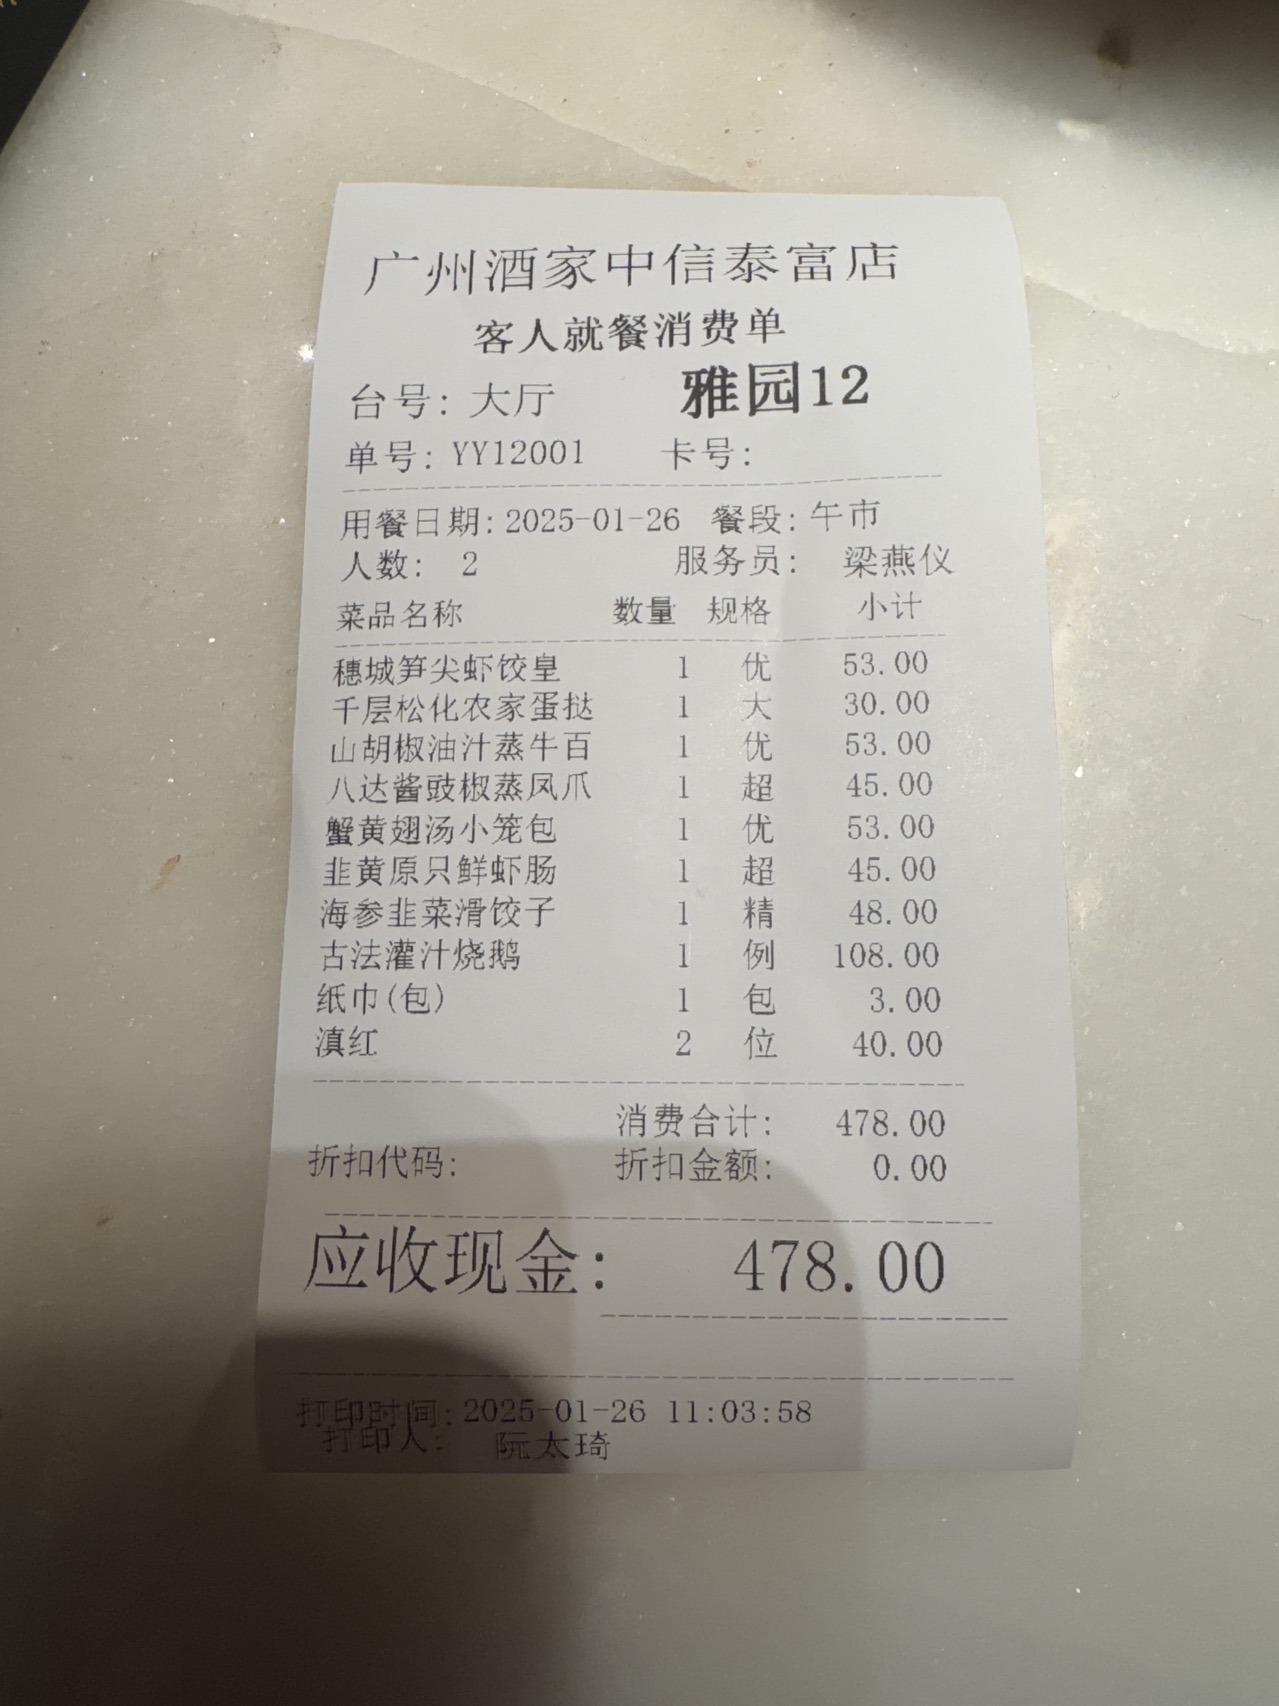 广州酒家中信泰富店
客人就餐消费单
台号: 大厅 雅园12
单号: YY12001 卡号:
用餐日期: 2025-01-26 餐段: 午市
人数: 2 服务员: 梁燕仪
菜品名称 数量 规格 小计
穗城笋尖虾饺皇 1 优 53.00
千层松化农家蛋挞 1 大 30.00
山胡椒油汁蒸牛百 1 优 53.00
八达酱豉椒蒸凤爪 1 超 45.00
蟹黄翅汤小笼包 1 优 53.00
韭黄原只鲜虾肠 1 超 45.00
海参韭菜滑饺子 1 精 48.00
古法灌汁烧鹅 1 例 108.00
纸巾(包) 1 包 3.00
滇红 2 位 40.00
消费合计: 478.00
折扣代码: 折扣金额: 0.00
应收现金: 478.00
打印时间: 2025-01-26 11:03:58
打印人: 阮太琦